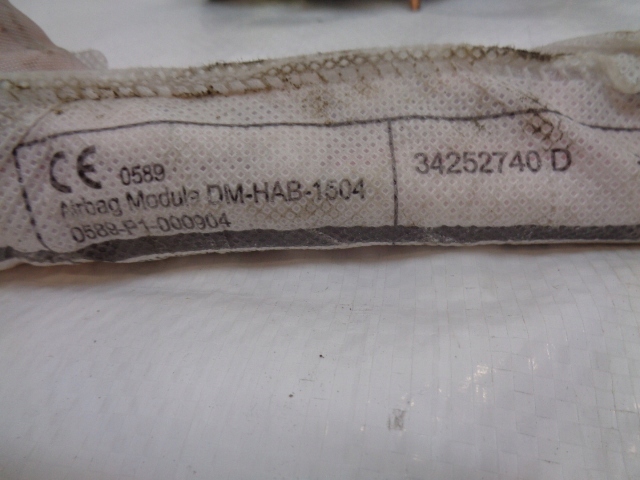 CE 0589
Airbag Module DM-HAB-1504
0589-P1-000904
34252740 D